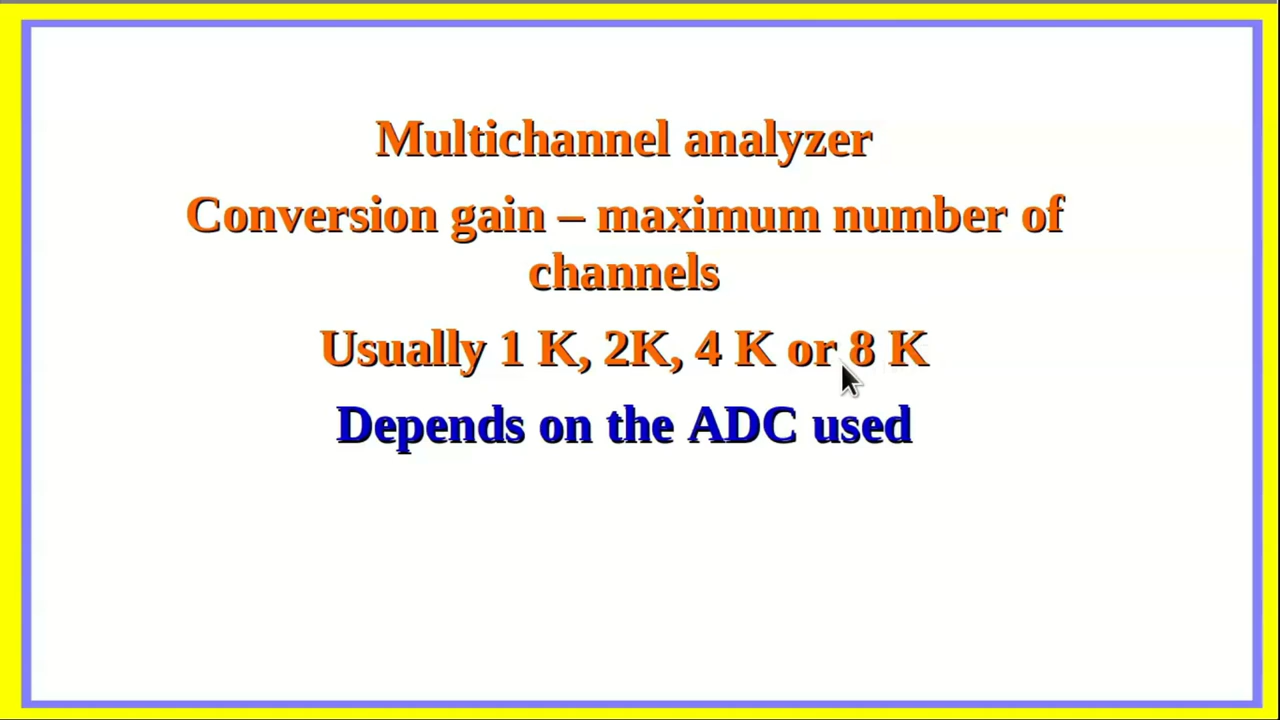 Multichannel analyzer
Conversion gain – maximum number of
channels
Usually 1 K, 2K, 4 K or 8 K
Depends on the ADC used